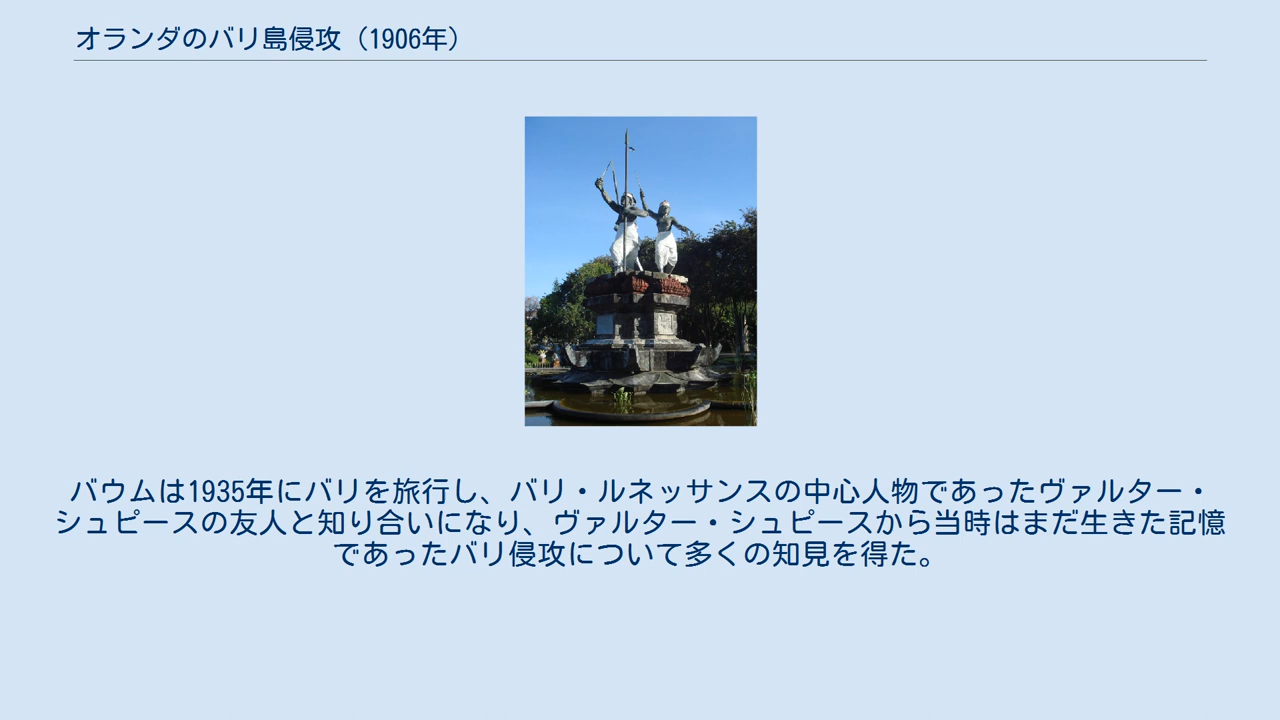 オランダのバリ島侵攻（1906年）
バウムは1935年にバリを旅行し、バリ・ルネッサンスの中心人物であったヴァルター・
シュピースの友人と知り合いになり、ヴァルター・シュピースから当時はまだ生きた記憶
であったバリ侵攻について多くの知見を得た。